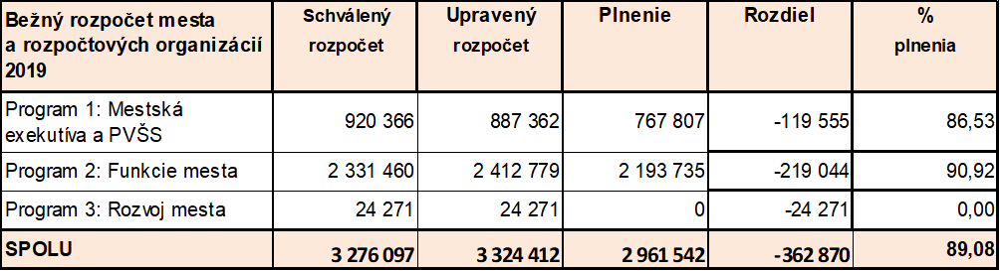 Bežný rozpočet mesta a rozpočtových organizácií 2019 | Schválený rozpočet | Upravený rozpočet | Plnenie | Rozdiel | % plnenia
Program 1: Mestská exekutíva a PVŠS | 920 366 | 887 362 | 767 807 | -119 555 | 86,53
Program 2: Funkcie mesta | 2 331 460 | 2 412 779 | 2 193 735 | -219 044 | 90,92
Program 3: Rozvoj mesta | 24 271 | 24 271 | 0 | -24 271 | 0,00
SPOLU | 3 276 097 | 3 324 412 | 2 961 542 | -362 870 | 89,08